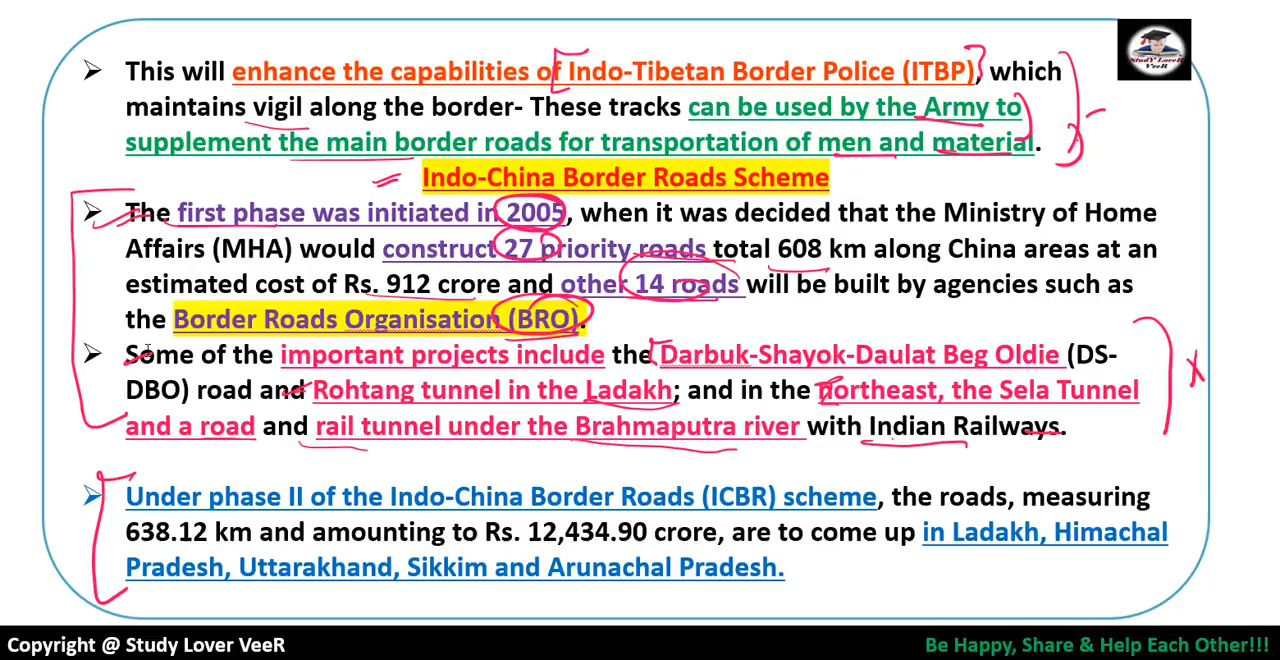 StudY LoveR
VeeR
➢ This will enhance the capabilities of Indo-Tibetan Border Police (ITBP), which
maintains vigil along the border- These tracks can be used by the Army to
supplement the main border roads for transportation of men and material.
Indo-China Border Roads Scheme
➢ The first phase was initiated in 2005, when it was decided that the Ministry of Home
Affairs (MHA) would construct 27 priority roads total 608 km along China areas at an
estimated cost of Rs. 912 crore and other 14 roads will be built by agencies such as
the Border Roads Organisation (BRO).
➢ Some of the important projects include the Darbuk-Shayok-Daulat Beg Oldie (DS-
DBO) road and Rohtang tunnel in the Ladakh; and in the northeast, the Sela Tunnel
and a road and rail tunnel under the Brahmaputra river with Indian Railways.
➢ Under phase II of the Indo-China Border Roads (ICBR) scheme, the roads, measuring
638.12 km and amounting to Rs. 12,434.90 crore, are to come up in Ladakh, Himachal
Pradesh, Uttarakhand, Sikkim and Arunachal Pradesh.
Copyright @ Study Lover VeeR
Be Happy, Share & Help Each Other!!!